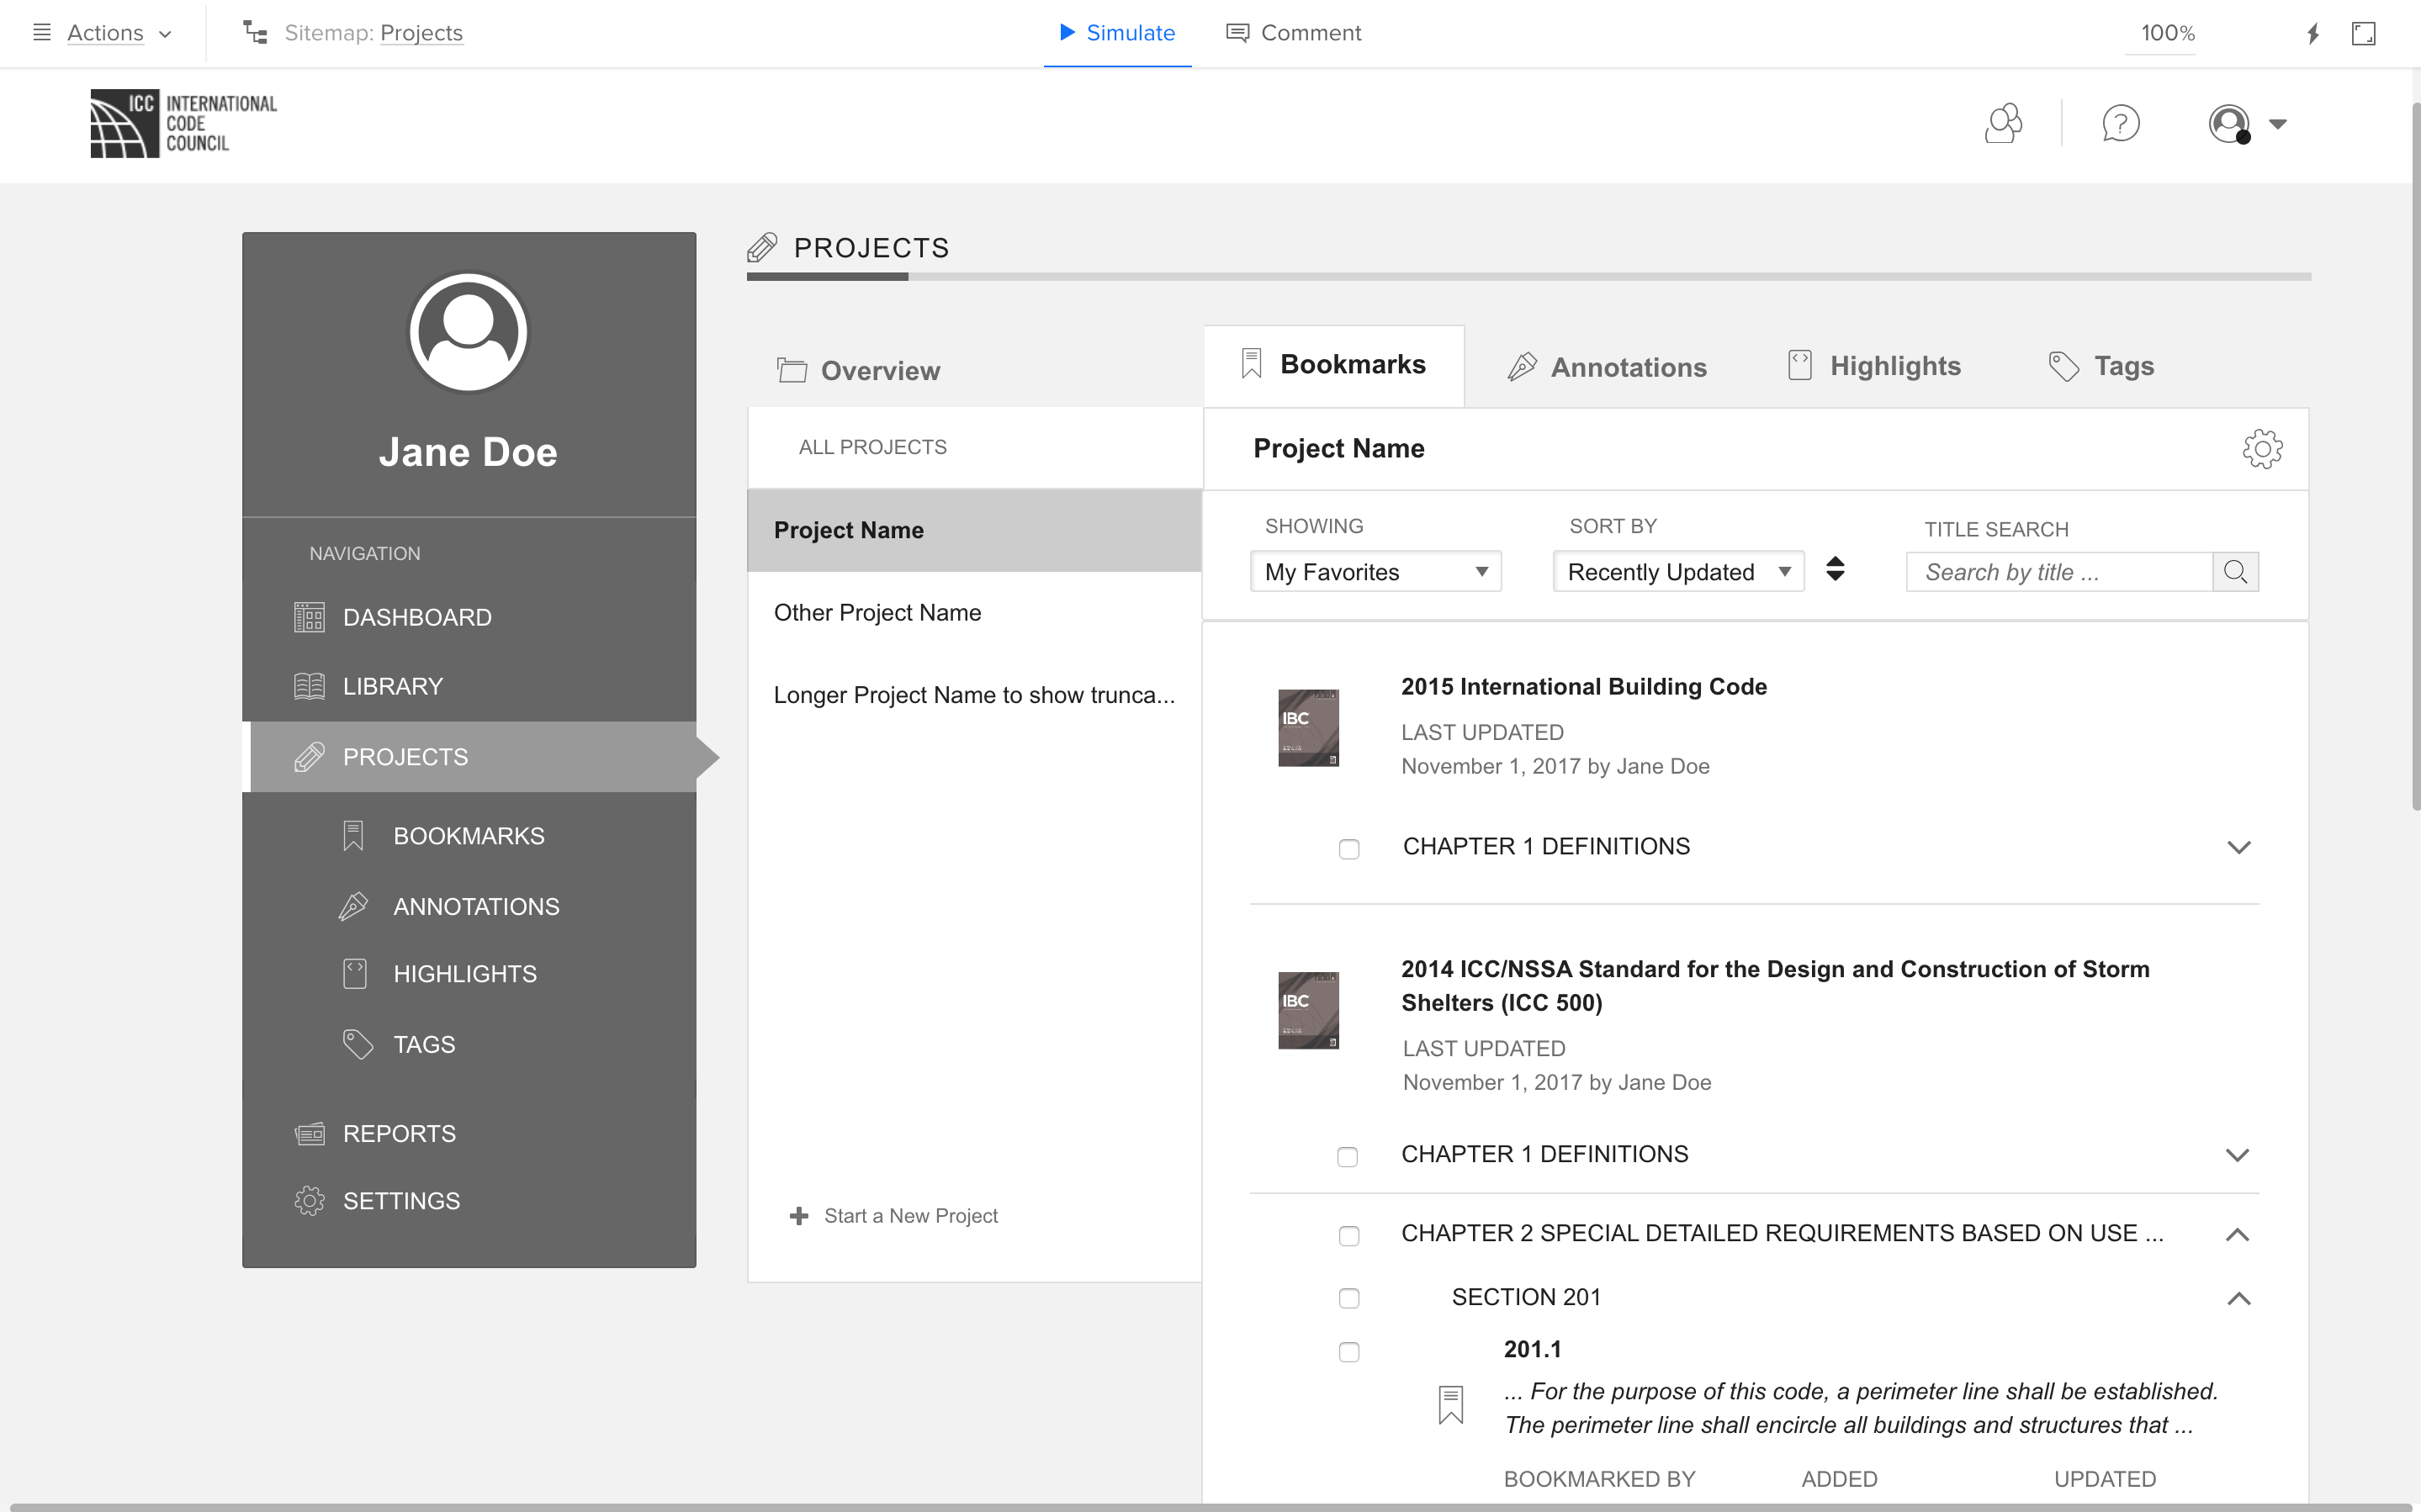 Actions
Sitemap: Projects
Simulate
Comment
100%
ICC INTERNATIONAL
CODE
COUNCIL
PROJECTS
Jane Doe
NAVIGATION
DASHBOARD
LIBRARY
PROJECTS
BOOKMARKS
ANNOTATIONS
HIGHLIGHTS
TAGS
REPORTS
SETTINGS
Overview
ALL PROJECTS
Project Name
Other Project Name
Longer Project Name to show trunca...
Start a New Project
Bookmarks
Annotations
Highlights
Tags
Project Name
SHOWING
My Favorites
SORT BY
Recently Updated
TITLE SEARCH
Search by title ...
IBC
2015 International Building Code
LAST UPDATED
November 1, 2017 by Jane Doe
CHAPTER 1 DEFINITIONS
IBC
2014 ICC/NSSA Standard for the Design and Construction of Storm
Shelters (ICC 500)
LAST UPDATED
November 1, 2017 by Jane Doe
CHAPTER 1 DEFINITIONS
CHAPTER 2 SPECIAL DETAILED REQUIREMENTS BASED ON USE ...
SECTION 201
201.1
... For the purpose of this code, a perimeter line shall be established.
The perimeter line shall encircle all buildings and structures that ...
BOOKMARKED BY ADDED UPDATED